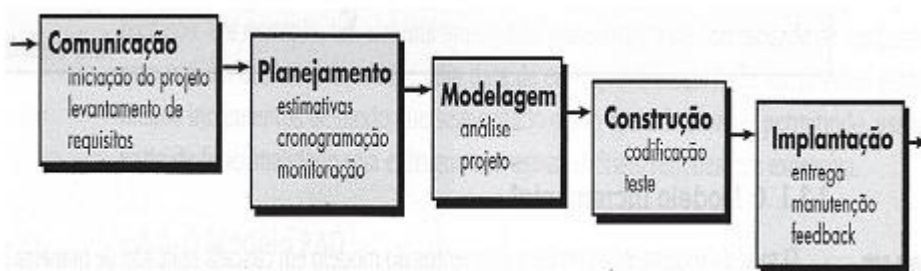 Comunicação
iniciação do projeto
levantamento de
requisitos
Planejamento
estimativas
cronogramação
monitoração
Modelagem
análise
projeto
Construção
codificação
teste
Implantação
entrega
manutenção
feedback